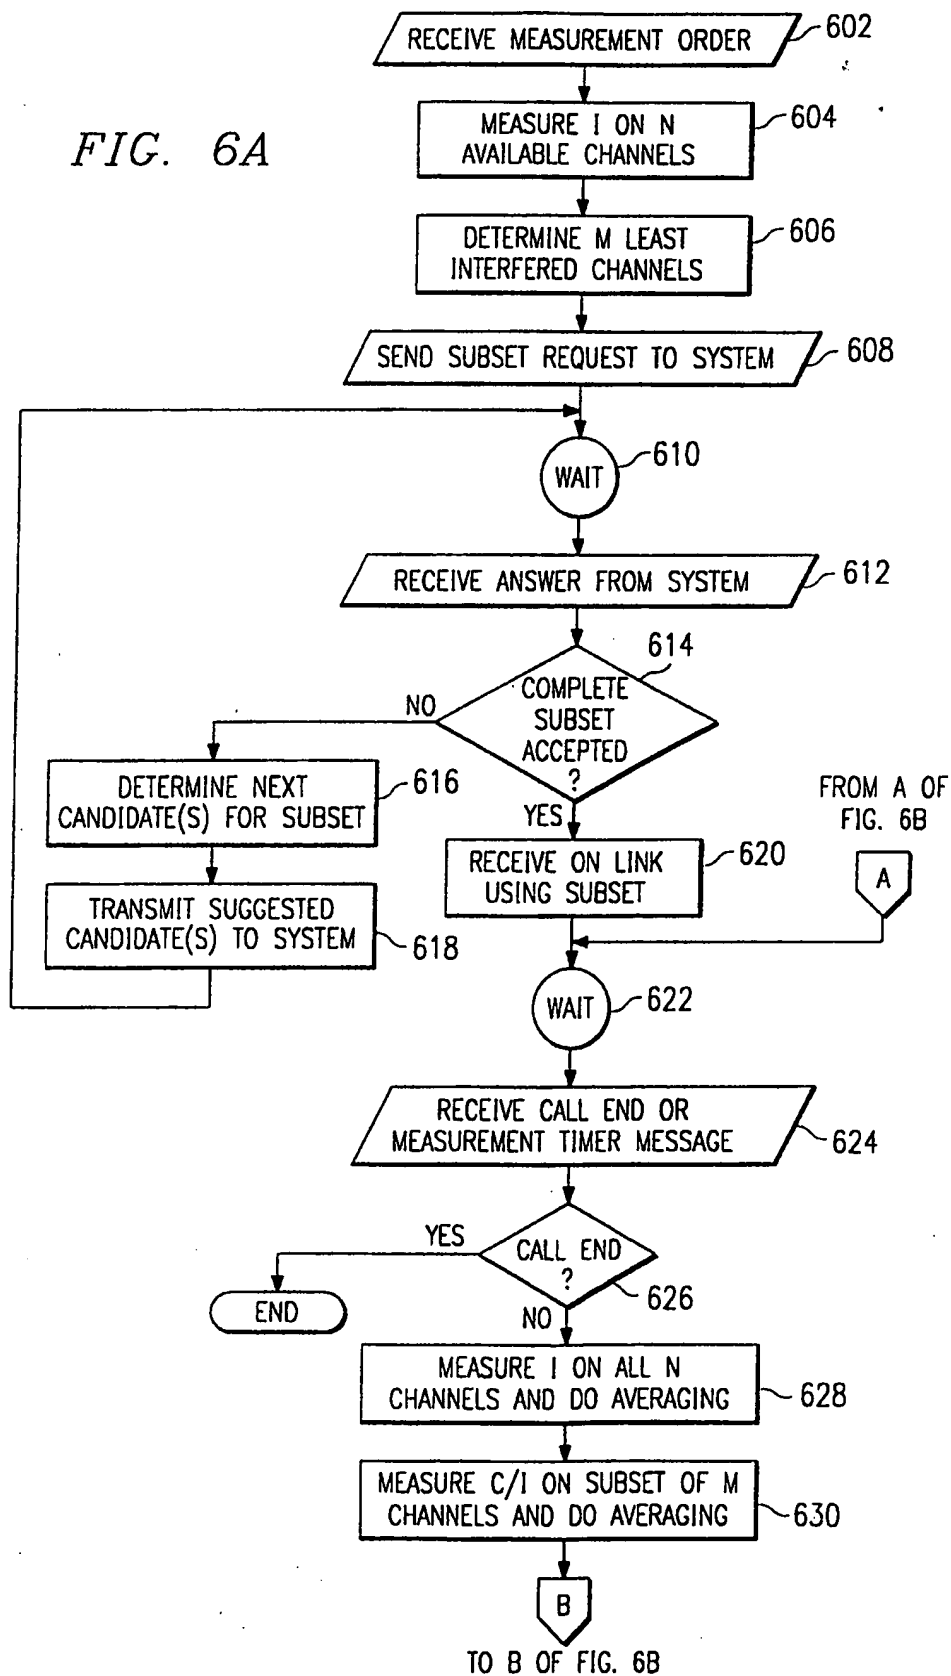 RECEIVE MEASUREMENT ORDER
602
FIG. 6A
MEASURE I ON N
AVAILABLE CHANNELS
604
DETERMINE M LEAST
INTERFERED CHANNELS
606
SEND SUBSET REQUEST TO SYSTEM
608
WAIT
610
RECEIVE ANSWER FROM SYSTEM
612
614
COMPLETE
SUBSET
ACCEPTED
?
NO
DETERMINE NEXT
CANDIDATE(S) FOR SUBSET
616
TRANSMIT SUGGESTED
CANDIDATE(S) TO SYSTEM
618
YES
RECEIVE ON LINK
USING SUBSET
620
FROM A OF
FIG. 6B
A
WAIT
622
RECEIVE CALL END OR
MEASUREMENT TIMER MESSAGE
624
YES
CALL END
?
626
END
NO
MEASURE I ON ALL N
CHANNELS AND DO AVERAGING
628
MEASURE C/I ON SUBSET OF M
CHANNELS AND DO AVERAGING
630
B
TO B OF FIG. 6B